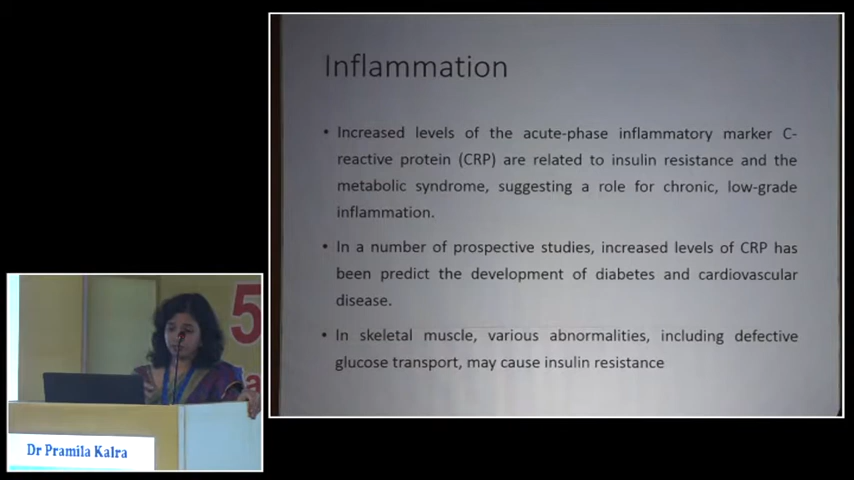 Inflammation
• Increased levels of the acute-phase inflammatory marker C-
reactive protein (CRP) are related to insulin resistance and the
metabolic syndrome, suggesting a role for chronic, low-grade
inflammation.
• In a number of prospective studies, increased levels of CRP has
been predict the development of diabetes and cardiovascular
disease.
• In skeletal muscle, various abnormalities, including defective
glucose transport, may cause insulin resistance
5
a
Dr Pramila Kalra